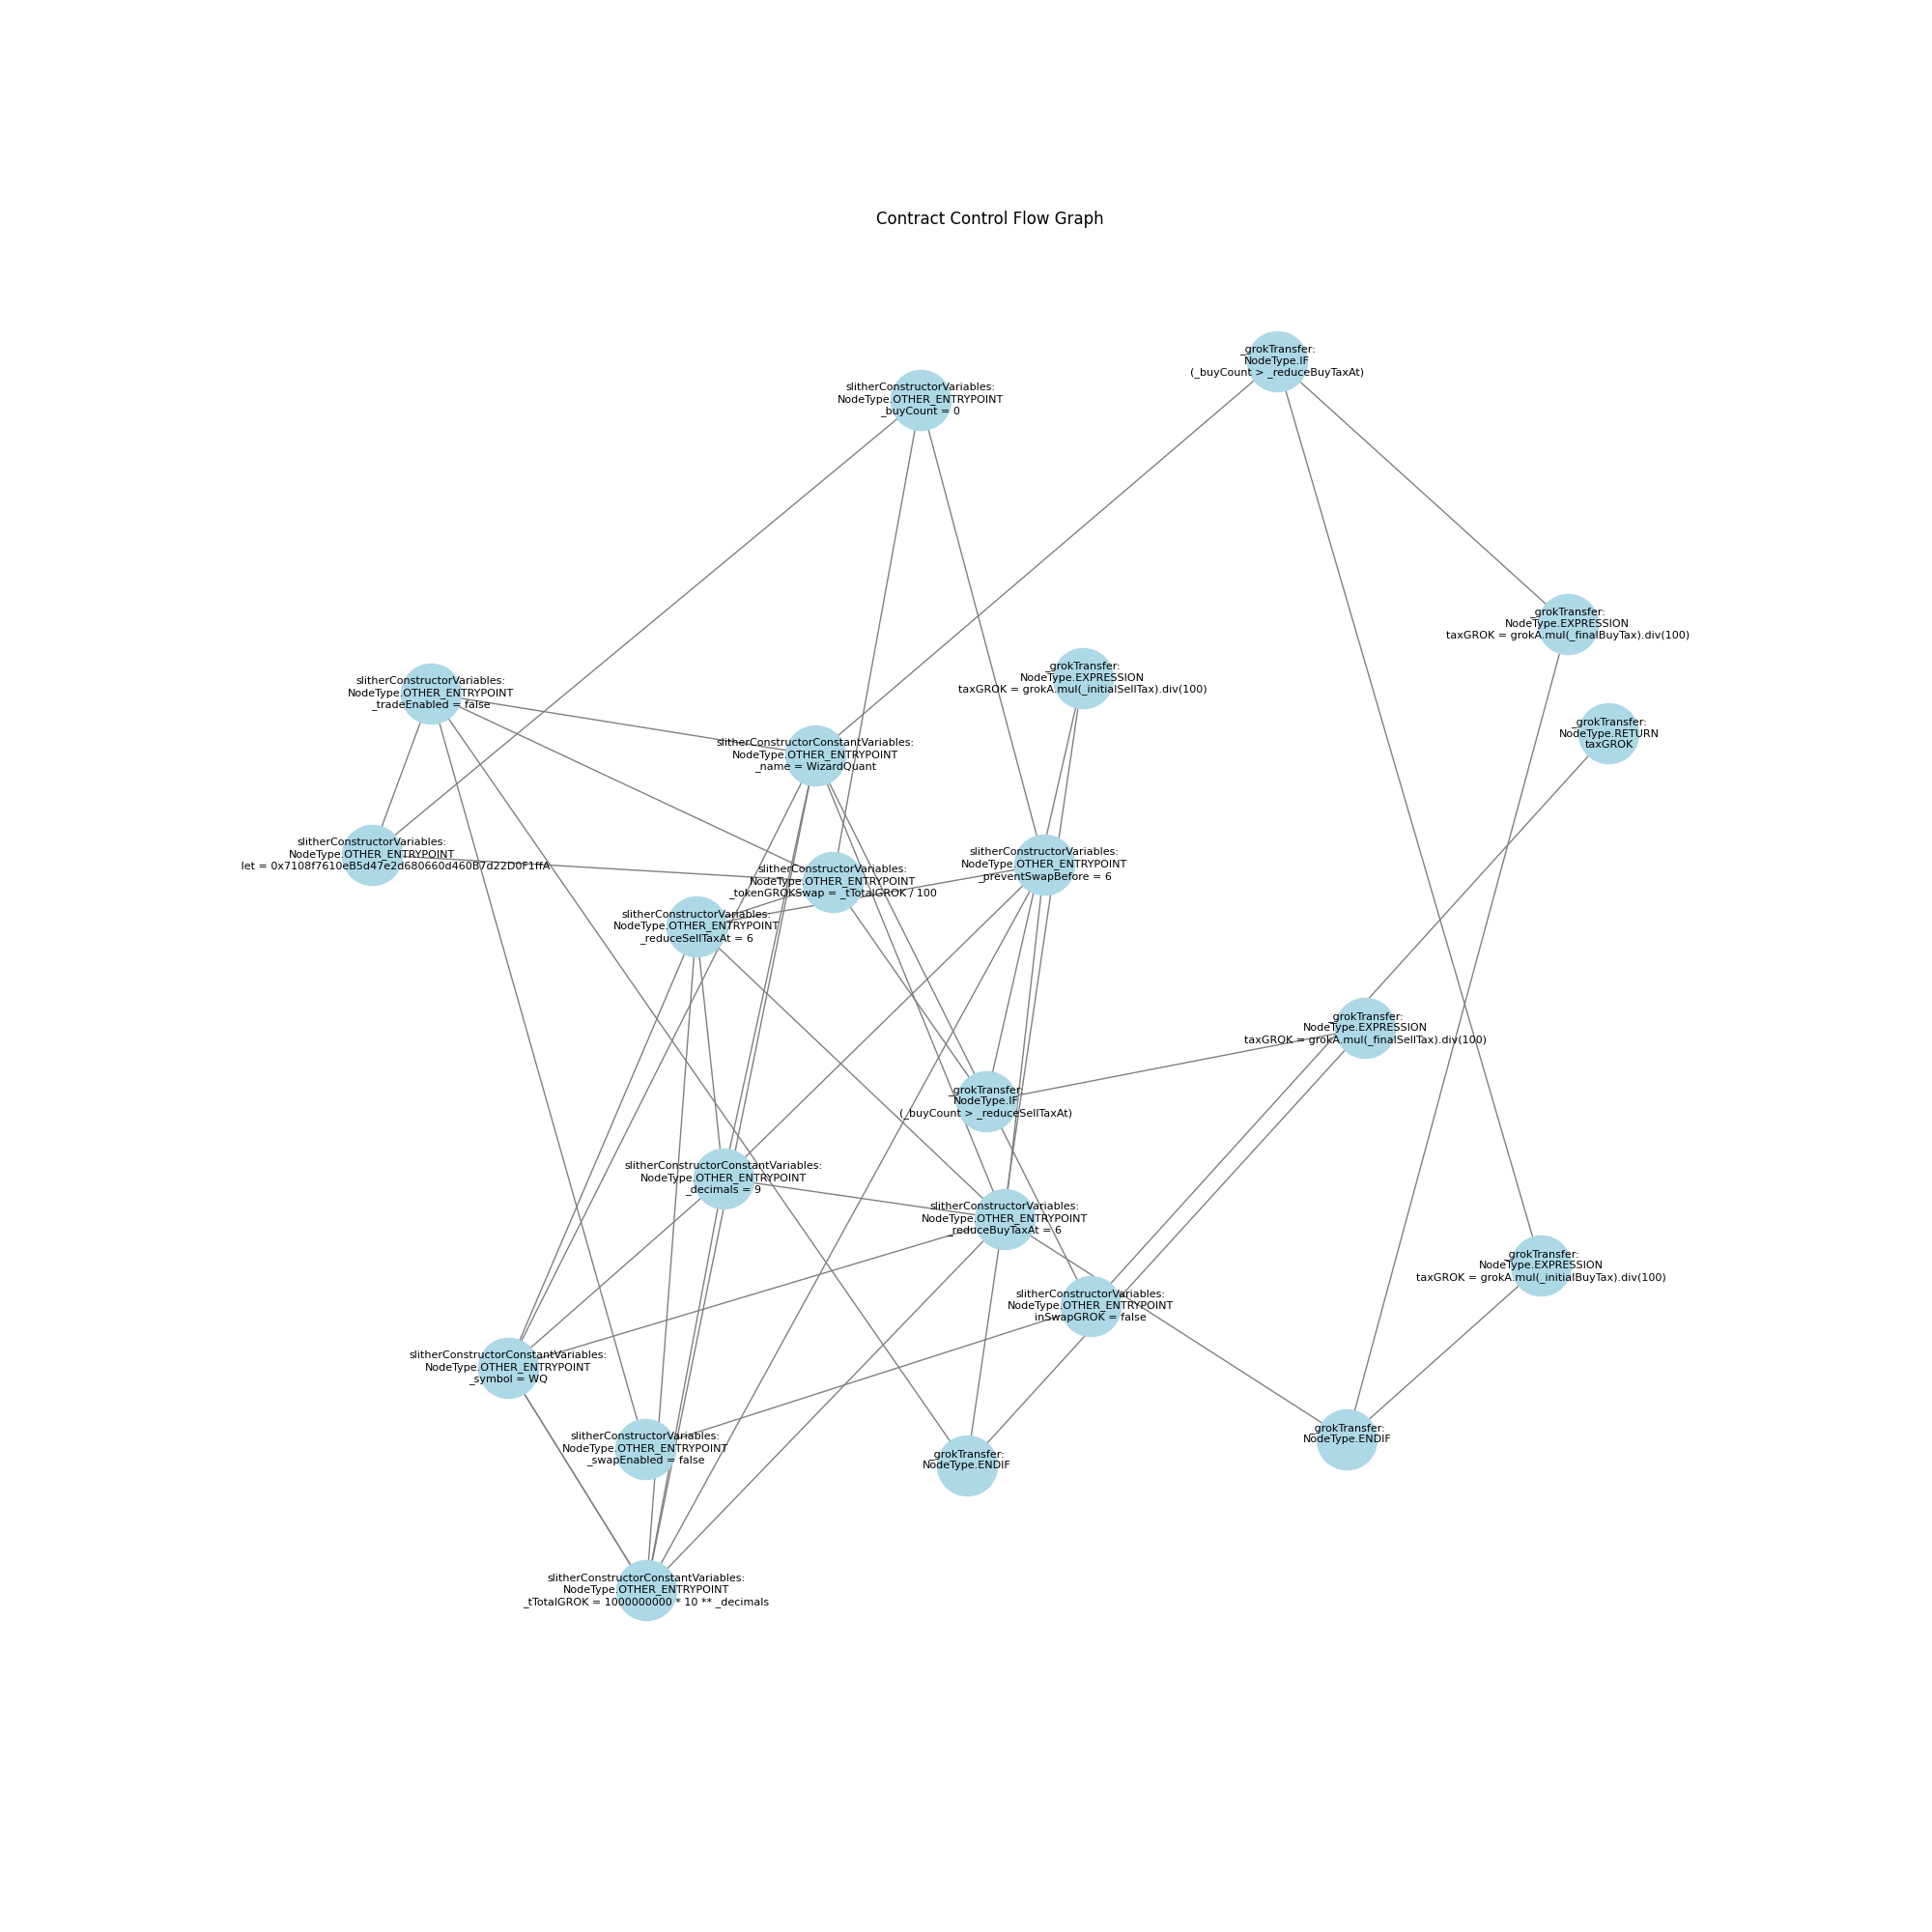 Contract Control Flow Graph
_grokTransfer:
NodeType.IF
(_buyCount > _reduceBuyTaxAt)
slitherConstructorVariables:
NodeType.OTHER_ENTRYPOINT
_buyCount = 0
_grokTransfer:
NodeType.EXPRESSION
taxGROK = grokA.mul(_finalBuyTax).div(100)
_grokTransfer:
NodeType.EXPRESSION
taxGROK = grokA.mul(_initialSellTax).div(100)
slitherConstructorVariables:
NodeType.OTHER_ENTRYPOINT
_tradeEnabled = false
_grokTransfer:
NodeType.RETURN
taxGROK
slitherConstructorConstantVariables:
NodeType.OTHER_ENTRYPOINT
_name = WizardQuant
slitherConstructorVariables:
NodeType.OTHER_ENTRYPOINT
let = 0x7108f7610eB5d47e2d680660d460B7d22D0F1ffA
slitherConstructorVariables:
NodeType.OTHER_ENTRYPOINT
_preventSwapBefore = 6
slitherConstructorVariables:
NodeType.OTHER_ENTRYPOINT
_tokenGROKSwap = _tTotalGROK / 100
slitherConstructorVariables:
NodeType.OTHER_ENTRYPOINT
_reduceSellTaxAt = 6
_grokTransfer:
NodeType.EXPRESSION
taxGROK = grokA.mul(_finalSellTax).div(100)
_grokTransfer:
NodeType.IF
(_buyCount > _reduceSellTaxAt)
slitherConstructorConstantVariables:
NodeType.OTHER_ENTRYPOINT
_decimals = 9
slitherConstructorVariables:
NodeType.OTHER_ENTRYPOINT
_reduceBuyTaxAt = 6
_grokTransfer:
NodeType.EXPRESSION
taxGROK = grokA.mul(_initialBuyTax).div(100)
slitherConstructorVariables:
NodeType.OTHER_ENTRYPOINT
inSwapGROK = false
slitherConstructorConstantVariables:
NodeType.OTHER_ENTRYPOINT
_symbol = WQ
_grokTransfer:
NodeType.ENDIF
slitherConstructorVariables:
NodeType.OTHER_ENTRYPOINT
_swapEnabled = false
_grokTransfer:
NodeType.ENDIF
slitherConstructorConstantVariables:
NodeType.OTHER_ENTRYPOINT
_tTotalGROK = 1000000000 * 10 ** _decimals